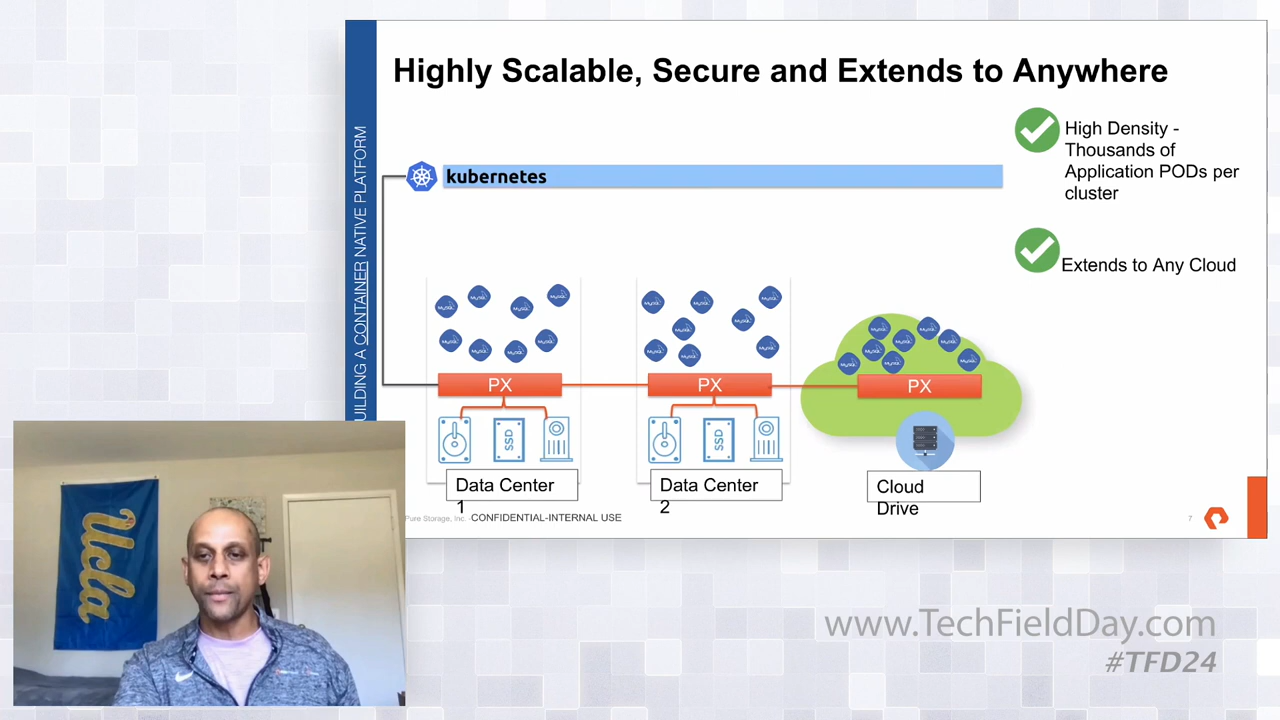 Highly Scalable, Secure and Extends to Anywhere
BUILDING A CONTAINER NATIVE PLATFORM
kubernetes
High Density -
Thousands of
Application PODs per
cluster
Extends to Any Cloud
PX
PX
PX
SSD
SSD
Data Center
1
Data Center
2
Cloud
Drive
Pure Storage, Inc.
CONFIDENTIAL-INTERNAL USE
7
Ucla
www.TechFieldDay.com
#TFD24